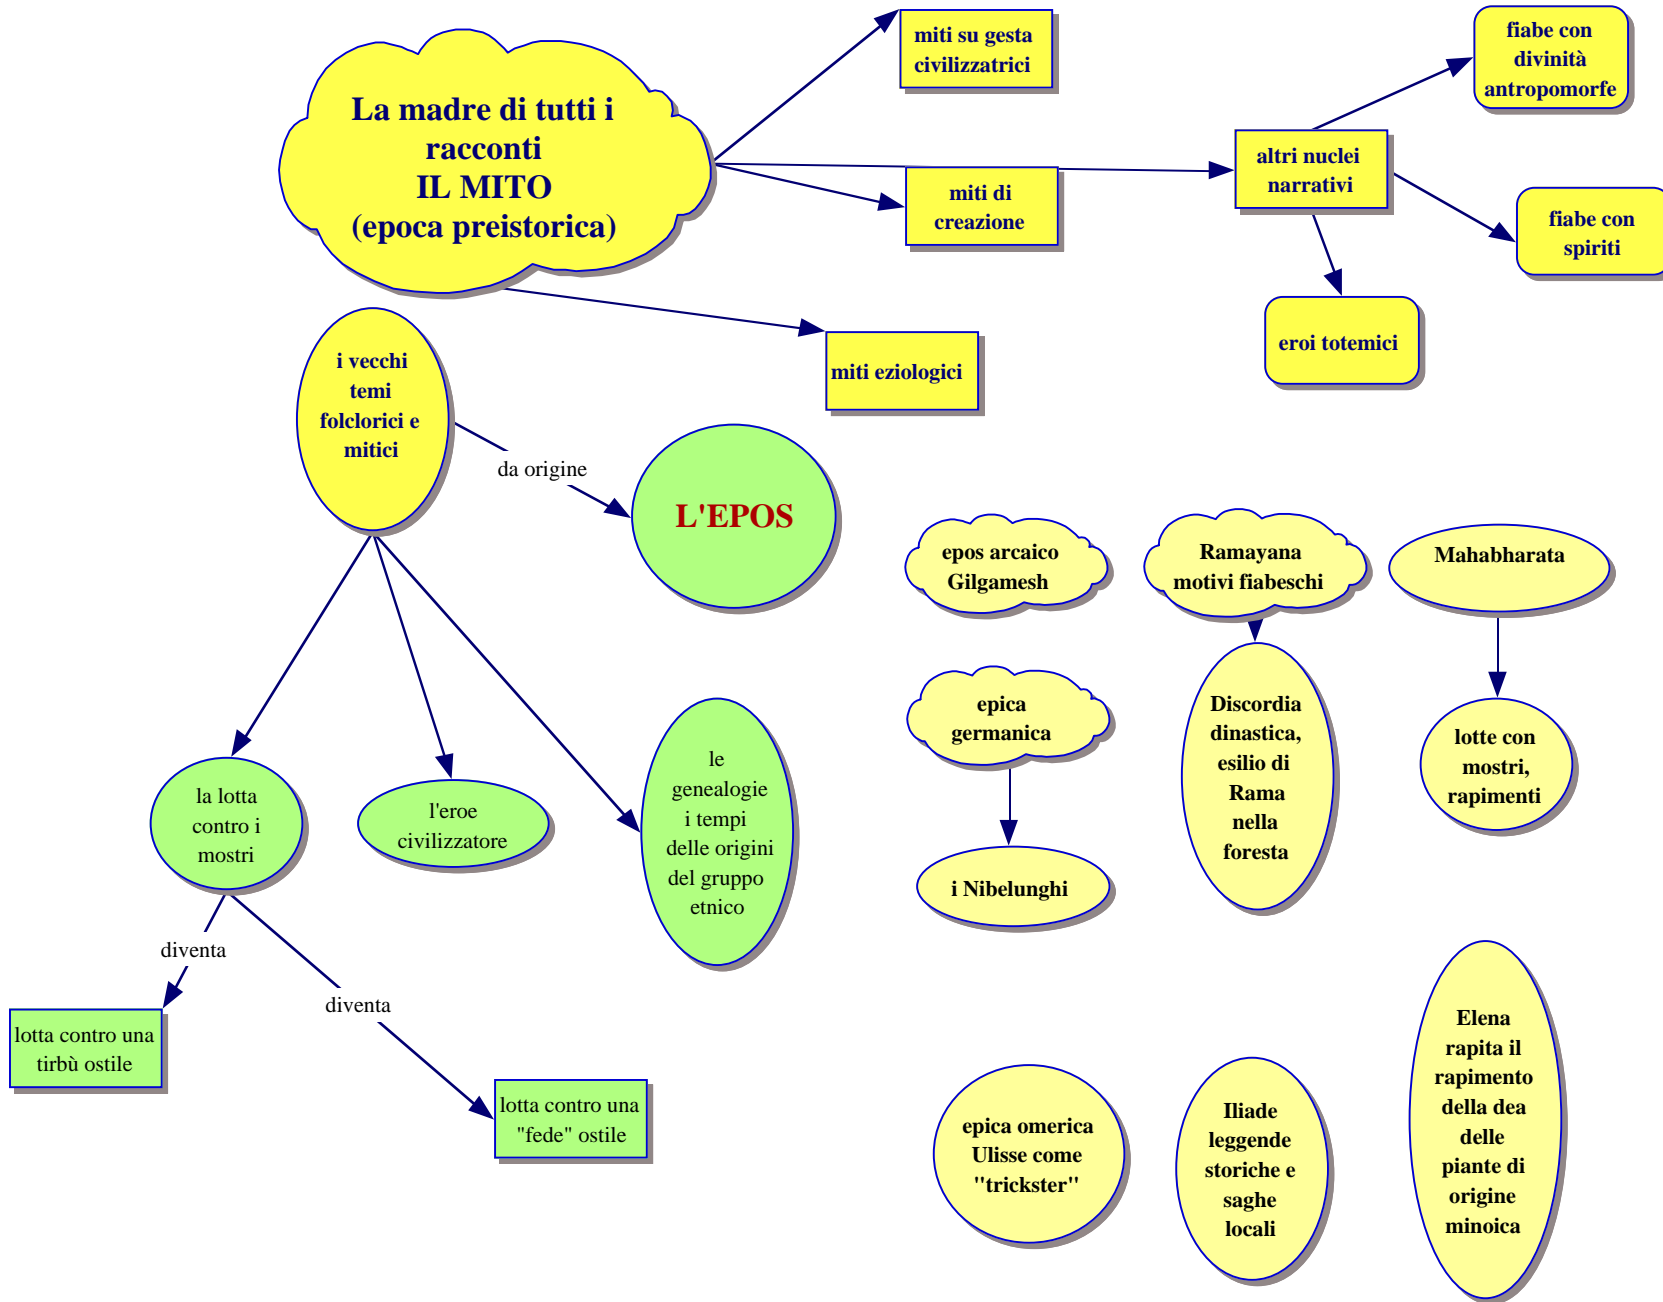 La madre di tutti i
racconti
IL MITO
(epoca preistorica)
miti su gesta
civilizzatrici
fiabe con
divinità
antropomorfe
altri nuclei
narrativi
miti di
creazione
fiabe con
spiriti
eroi totemici
miti eziologici
i vecchi
temi
folclorici e
mitici
da origine
L'EPOS
epos arcaico
Gilgamesh
Ramayana
motivi fiabeschi
Mahabharata
epica
germanica
Discordia
dinastica,
esilio di
Rama
nella
foresta
lotte con
mostri,
rapimenti
i Nibelunghi
la lotta
contro i
mostri
l'eroe
civilizzatore
le
genealogie
i tempi
delle origini
del gruppo
etnico
diventa
diventa
lotta contro una
tirbù ostile
lotta contro una
"fede" ostile
epica omerica
Ulisse come
"trickster"
Iliade
leggende
storiche e
saghe
locali
Elena
rapita il
rapimento
della dea
delle
piante di
origine
minoica